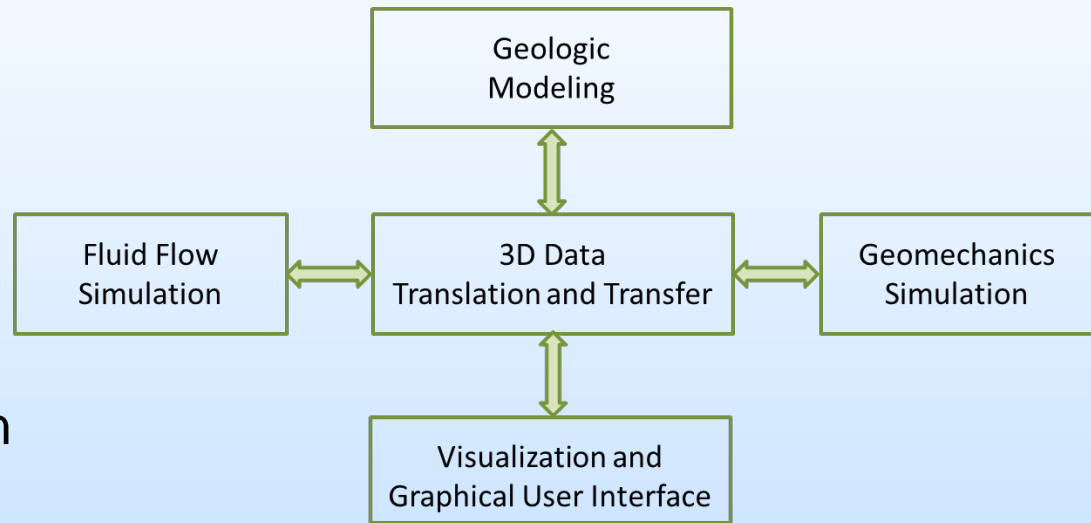 Geologic
Modeling
Fluid Flow
Simulation
3D Data
Translation and Transfer
Geomechanics
Simulation
n
Visualization and
Graphical User Interface